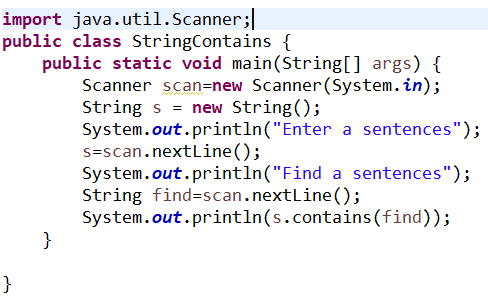 import java.util.Scanner;
public class StringContains {
public static void main(String[] args) {
Scanner scan=new Scanner(System.in);
String s = new String();
System.out.println("Enter a sentences");
s=scan.nextLine();
System.out.println("Find a sentences");
String find=scan.nextLine();
System.out.println(s.contains(find));
}
}